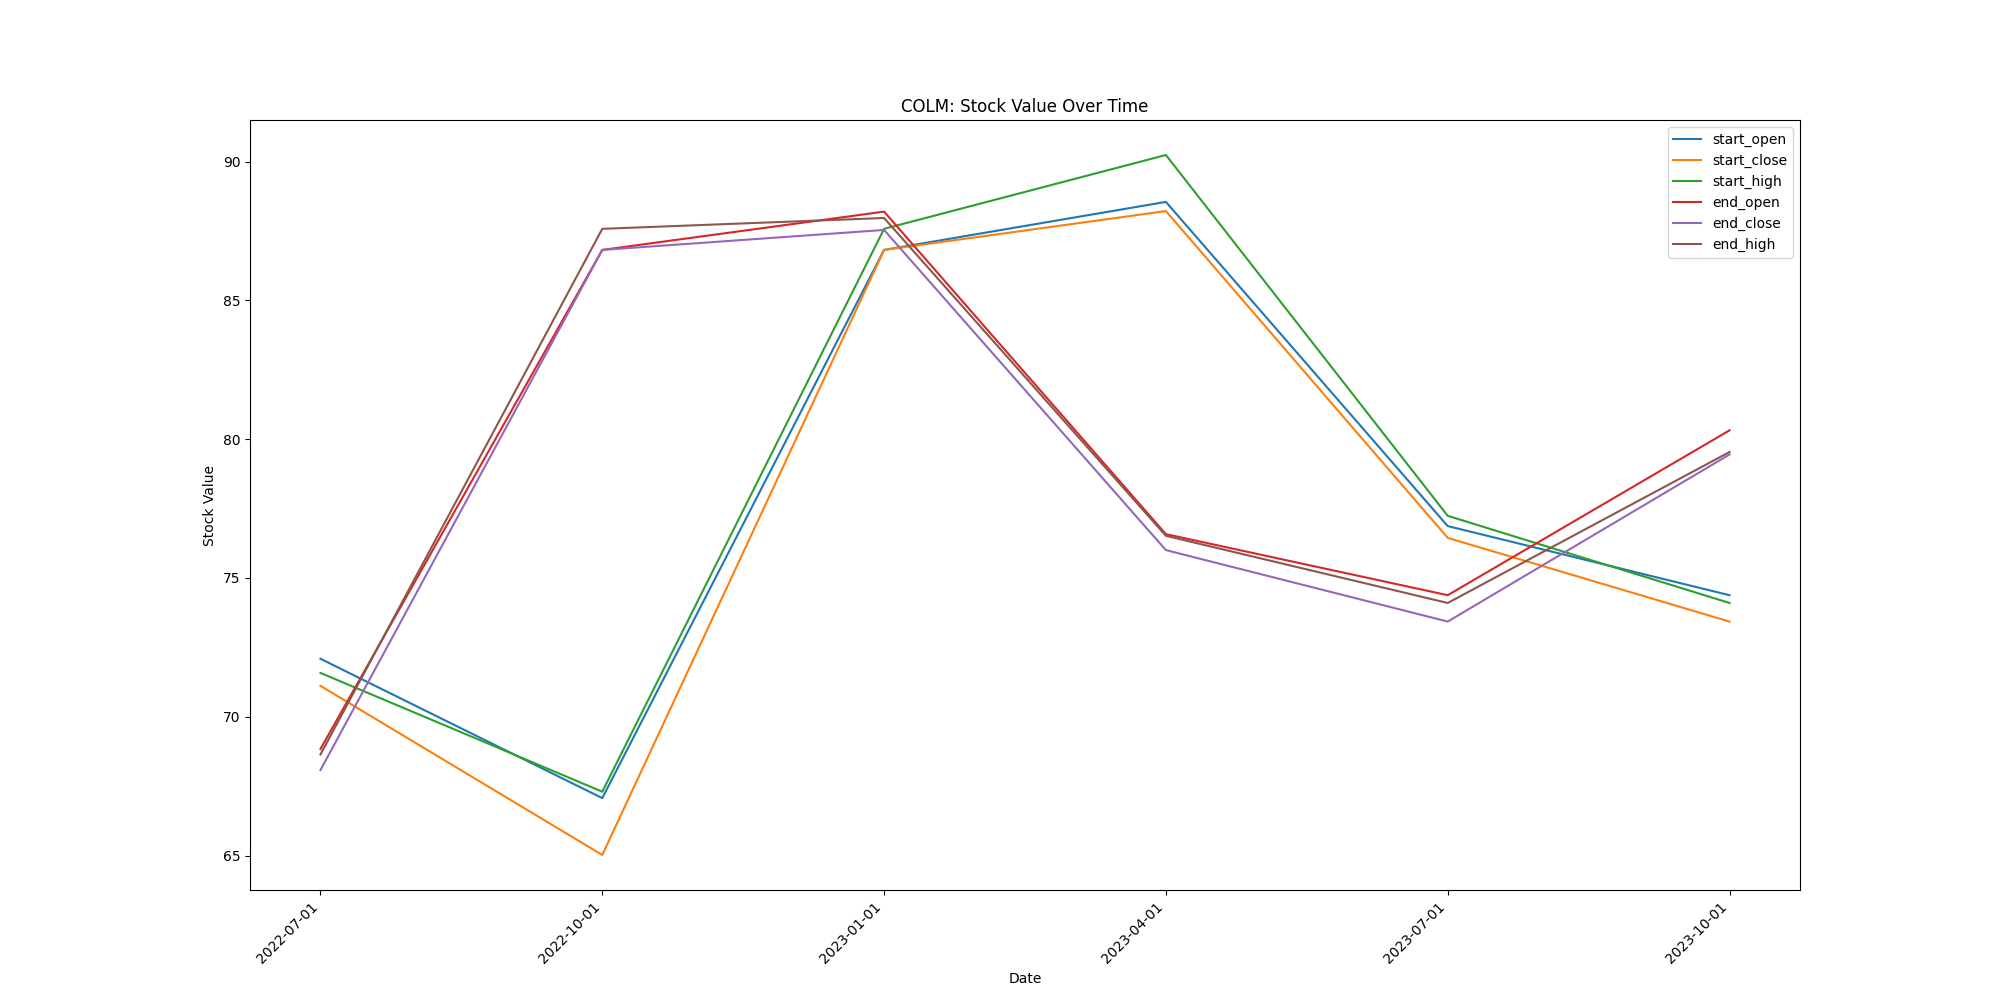 COLM: Stock Value Over Time
start_open
start_close
start_high
end_open
end_close
end_high
90
85
80
75
70
65
Stock Value
2022-07-01
2022-10-01
2023-01-01
2023-04-01
2023-07-01
2023-10-01
Date